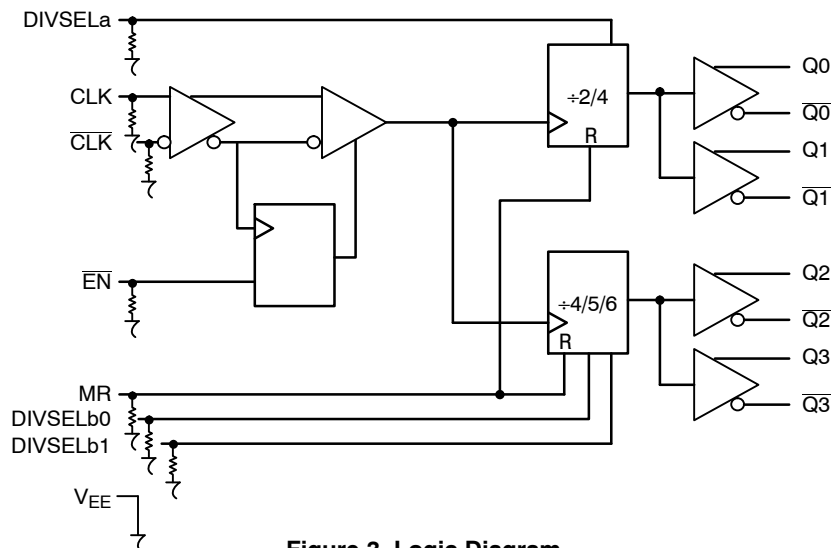 DIVSELa
CLK
CLK
EN
MR
DIVSELb0
DIVSELb1
VEE
÷2/4
R
÷4/5/6
R
Q0
Q0
Q1
Q1
Q2
Q2
Q3
Q3
Figure 3. Logic Diagram